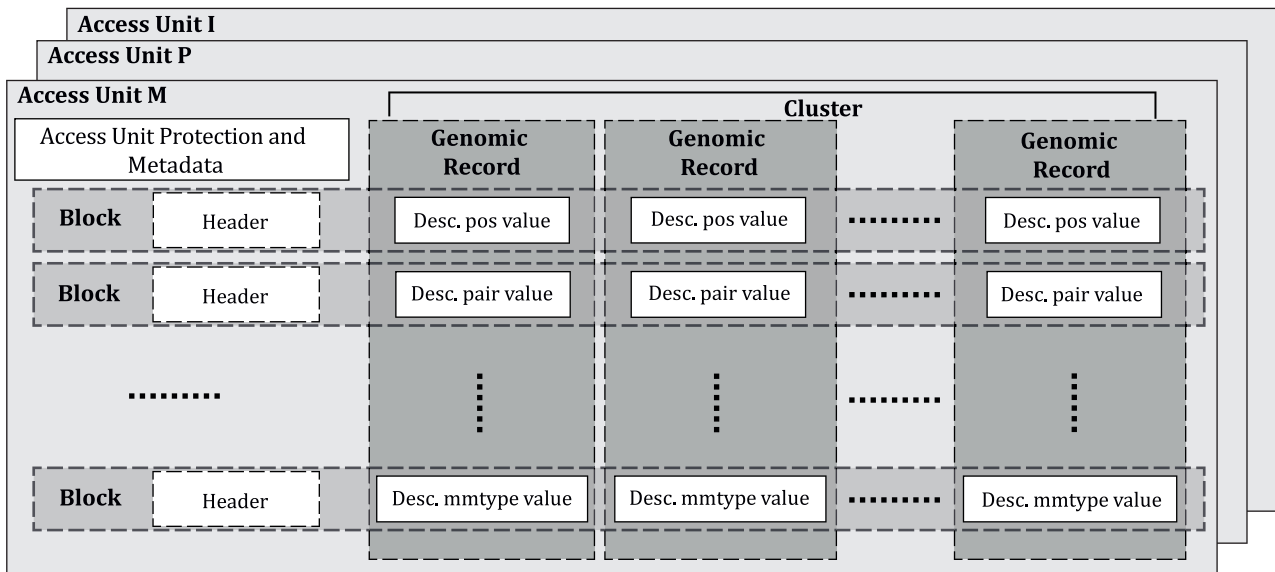 Access Unit I
Access Unit P
Access Unit M
Cluster
Access Unit Protection and
Metadata
Genomic
Record
Genomic
Record
Genomic
Record
Block
Header
Desc. pos value
Desc. pos value
Desc. pos value
Block
Header
Desc. pair value
Desc. pair value
Desc. pair value
Block
Header
Desc. mmtype value
Desc. mmtype value
Desc. mmtype value